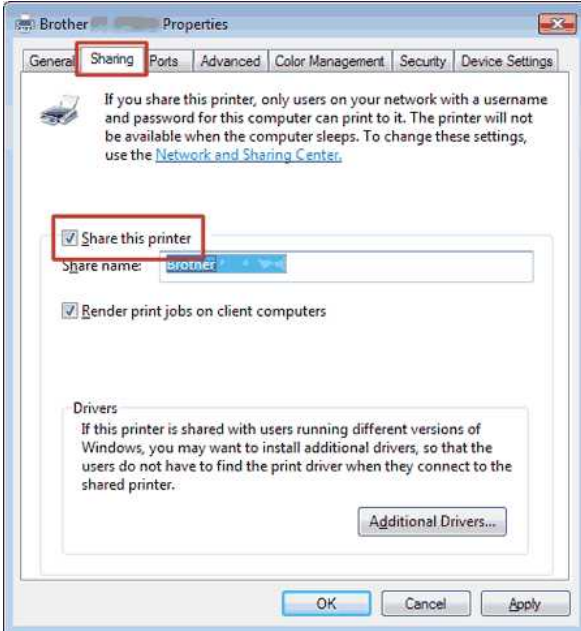 Brother Properties
General Sharing Ports Advanced Color Management Security Device Settings
If you share this printer, only users on your network with a username
and password for this computer can print to it. The printer will not
be available when the computer sleeps. To change these settings,
use the Network and Sharing Center.
Share this printer
Share name: Brother
Render print jobs on client computers
Drivers
If this printer is shared with users running different versions of
Windows, you may want to install additional drivers, so that the
users do not have to find the print driver when they connect to the
shared printer.
Additional Drivers...
OK Cancel Apply